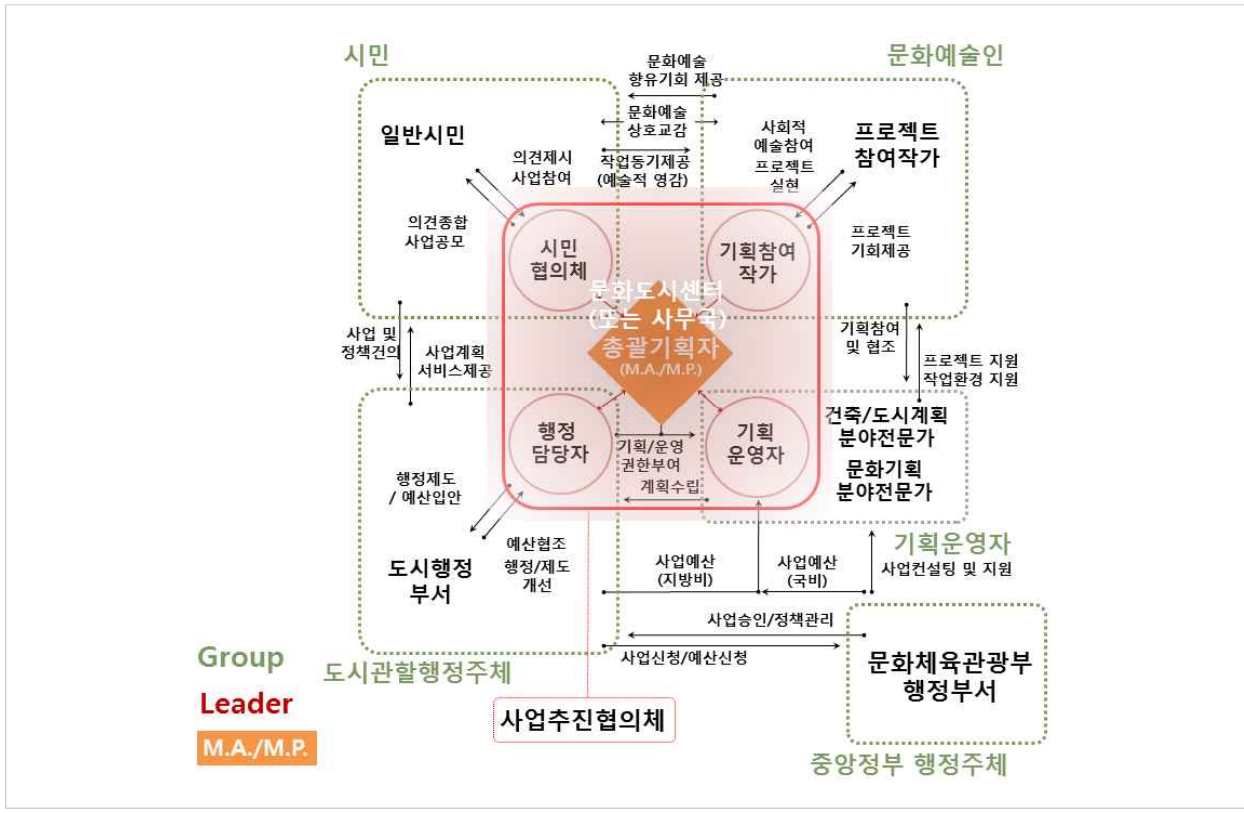 시민
문화예술인
문화예술
향유기회 제공
문화예술
상호교감
작업동기제공
(예술적 영감)
일반시민
의견제시
사업참여
의견종합
사업공모
사회적
예술참여
프로젝트
실현
프로젝트
참여작가
프로젝트
기회제공
시민
협의체
기획참여
작가
문화도시센터
(또는 사무국)
총괄기획자
(M.A./M.P.)
사업 및
정책건의
사업계획
서비스제공
기획참여
및 협조
프로젝트 지원
작업환경 지원
행정
담당자
기획/운영
권한부여
계획수립
기획
운영자
건축/도시계획
분야전문가
문화기획
분야전문가
행정제도
/ 예산입안
예산협조
행정/제도
개선
도시행정
부서
기획운영자
사업예산
(지방비)
사업예산
(국비)
사업컨설팅 및 지원
사업승인/정책관리
사업신청/예산신청
Group
도시관할행정주체
Leader
M.A./M.P.
사업추진협의체
문화체육관광부
행정부서
중앙정부 행정주체